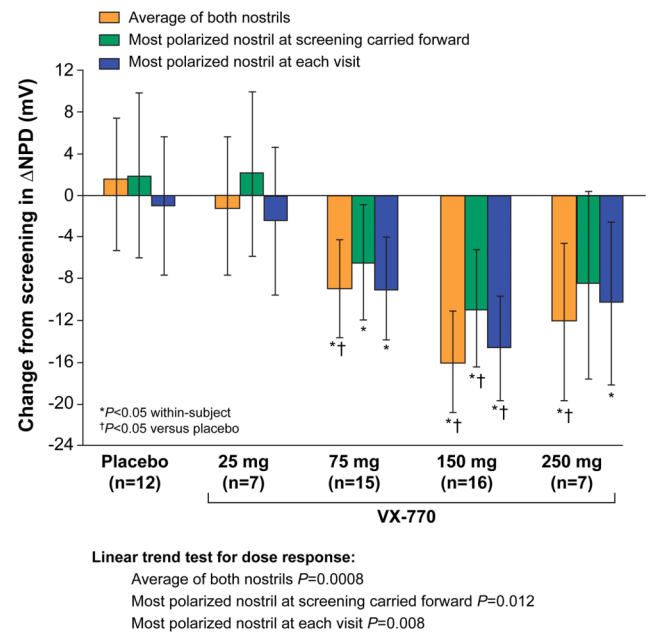 Average of both nostrils
Most polarized nostril at screening carried forward
Most polarized nostril at each visit
Change from screening in ΔNPD (mV)
12
8
4
0
-4
-8
-12
-16
-20
-24
*†
*
*
*†
*†
*†
*†
*
*P<0.05 within-subject
†P<0.05 versus placebo
Placebo 25 mg 75 mg 150 mg 250 mg
(n=12) (n=7) (n=15) (n=16) (n=7)
VX-770
Linear trend test for dose response:
Average of both nostrils P=0.0008
Most polarized nostril at screening carried forward P=0.012
Most polarized nostril at each visit P=0.008